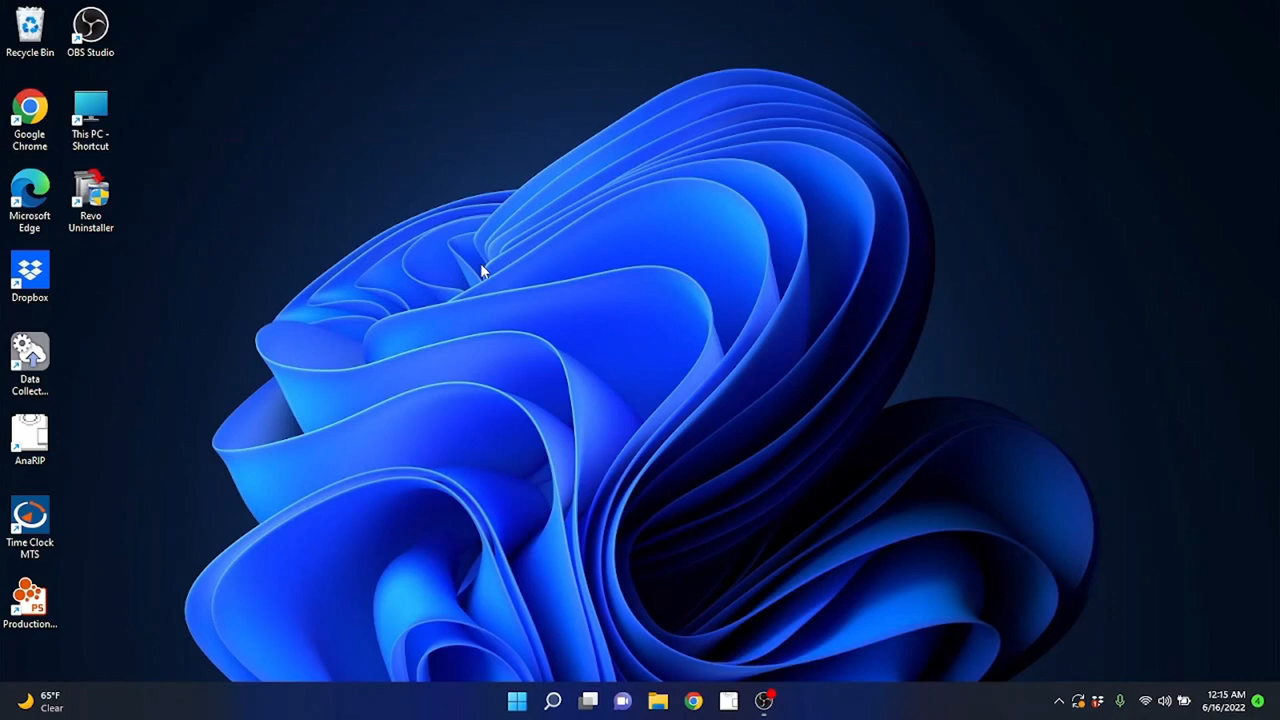 Recycle Bin
OBS Studio
Google
Chrome
This PC -
Shortcut
Microsoft
Edge
Revo
Uninstaller
Dropbox
Data
Collect...
AnaRIP
Time Clock
MTS
PS
Production...
65°F
Clear
12:15 AM
6/16/2022
4